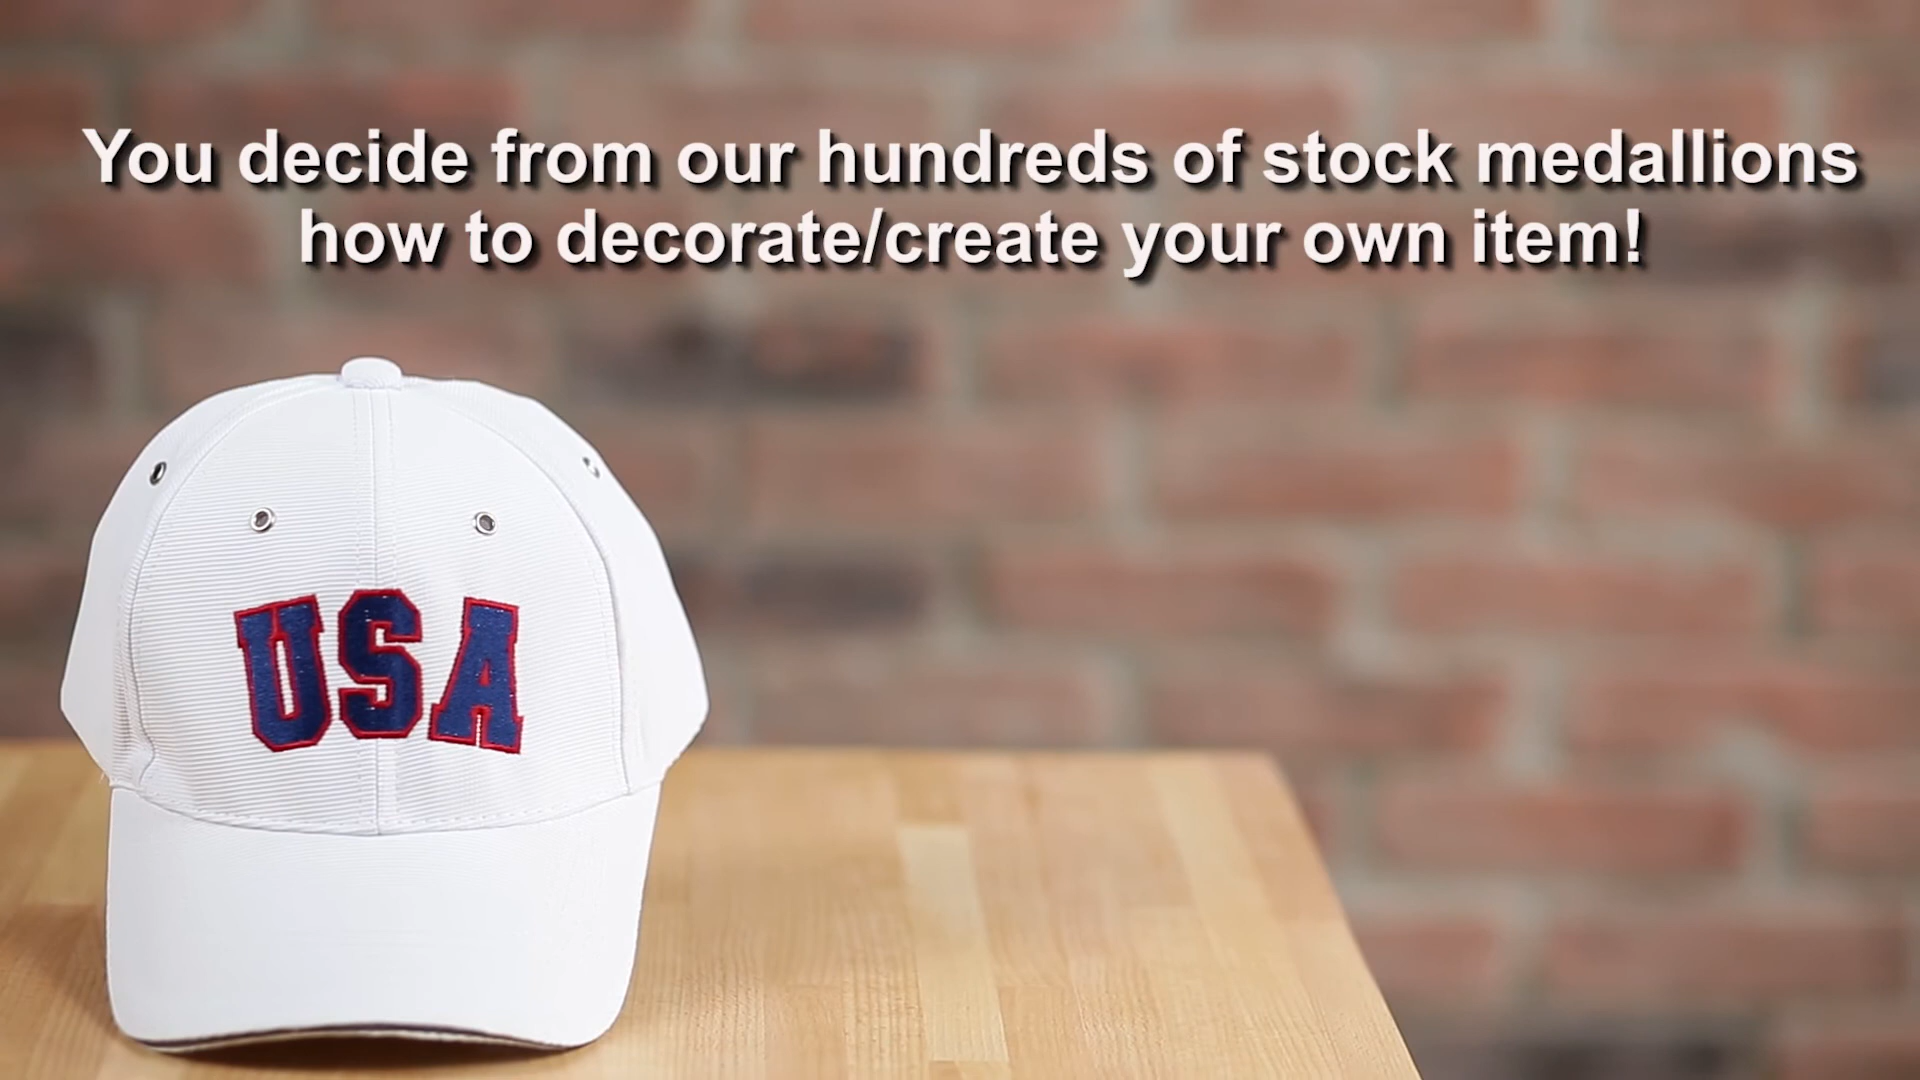 You decide from our hundreds of stock medallions
how to decorate/create your own item!
USA